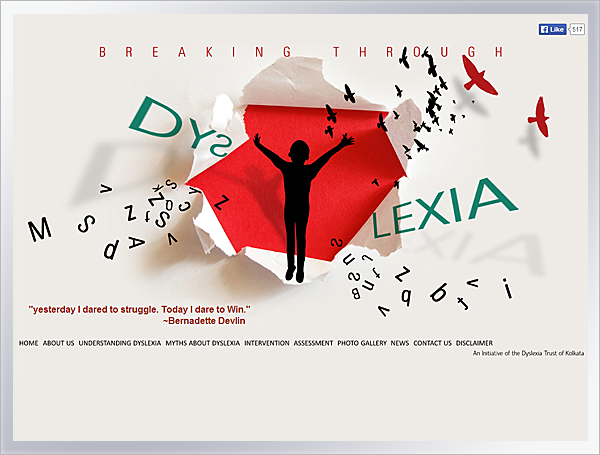 Like 517
BREAKING THROUGH
DYS
LEXIA
"yesterday I dared to struggle. Today I dare to Win."
~Bernadette Devlin
HOME ABOUT US UNDERSTANDING DYSLEXIA MYTHS ABOUT DYSLEXIA INTERVENTION ASSESSMENT PHOTO GALLERY NEWS CONTACT US DISCLAIMER
An Initiative of the Dyslexia Trust of Kolkata